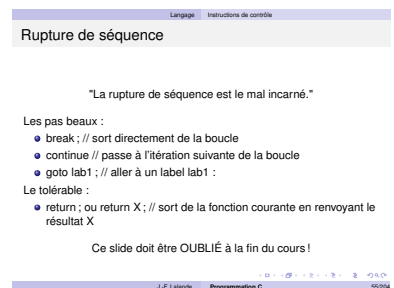 Langage Instructions de contrôle
Rupture de séquence
"La rupture de séquence est le mal incarné."
Les pas beaux :
break ; // sort directement de la boucle
continue // passe à l'itération suivante de la boucle
goto lab1 ; // aller à un label lab1 :
Le tolérable :
return ; ou return X ; // sort de la fonction courante en renvoyant le
résultat X
Ce slide doit être OUBLIÉ à la fin du cours !
J.-F. Lalande Programmation C 55/204